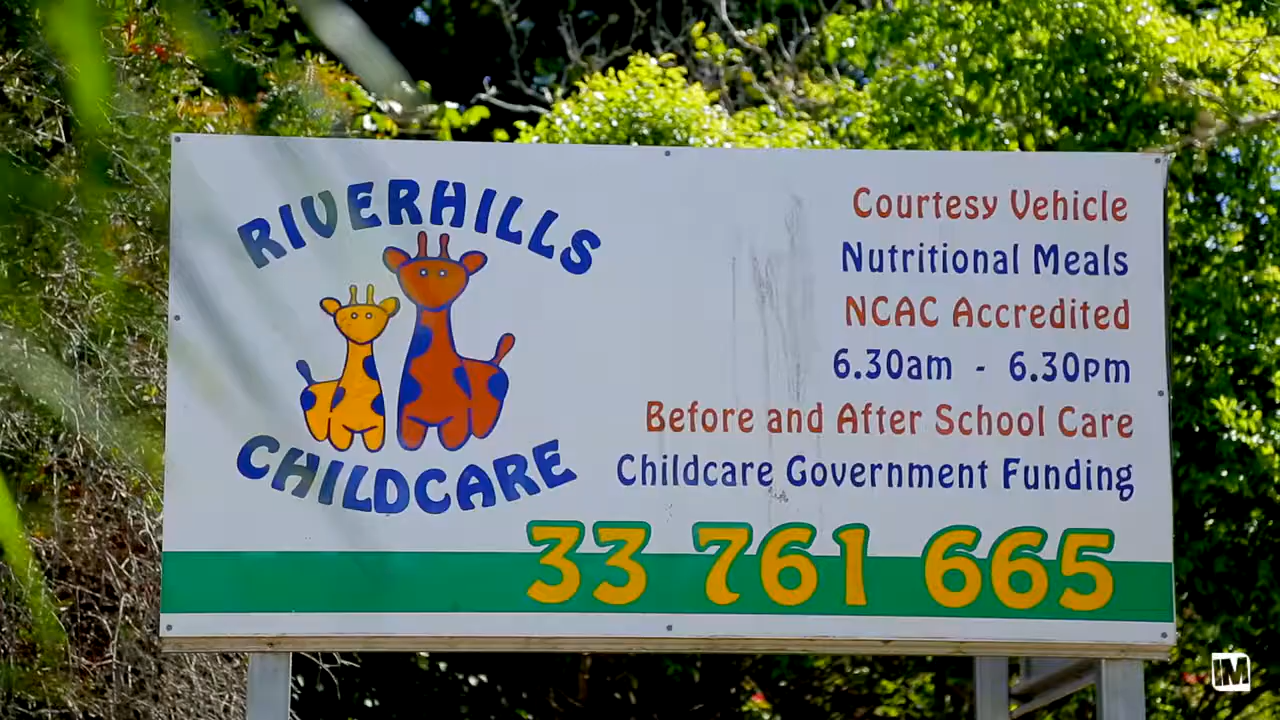 RIVERHILLS
CHILDCARE
Courtesy Vehicle
Nutritional Meals
NCAC Accredited
6.30am - 6.30pm
Before and After School Care
Childcare Government Funding
33 761 665
IM